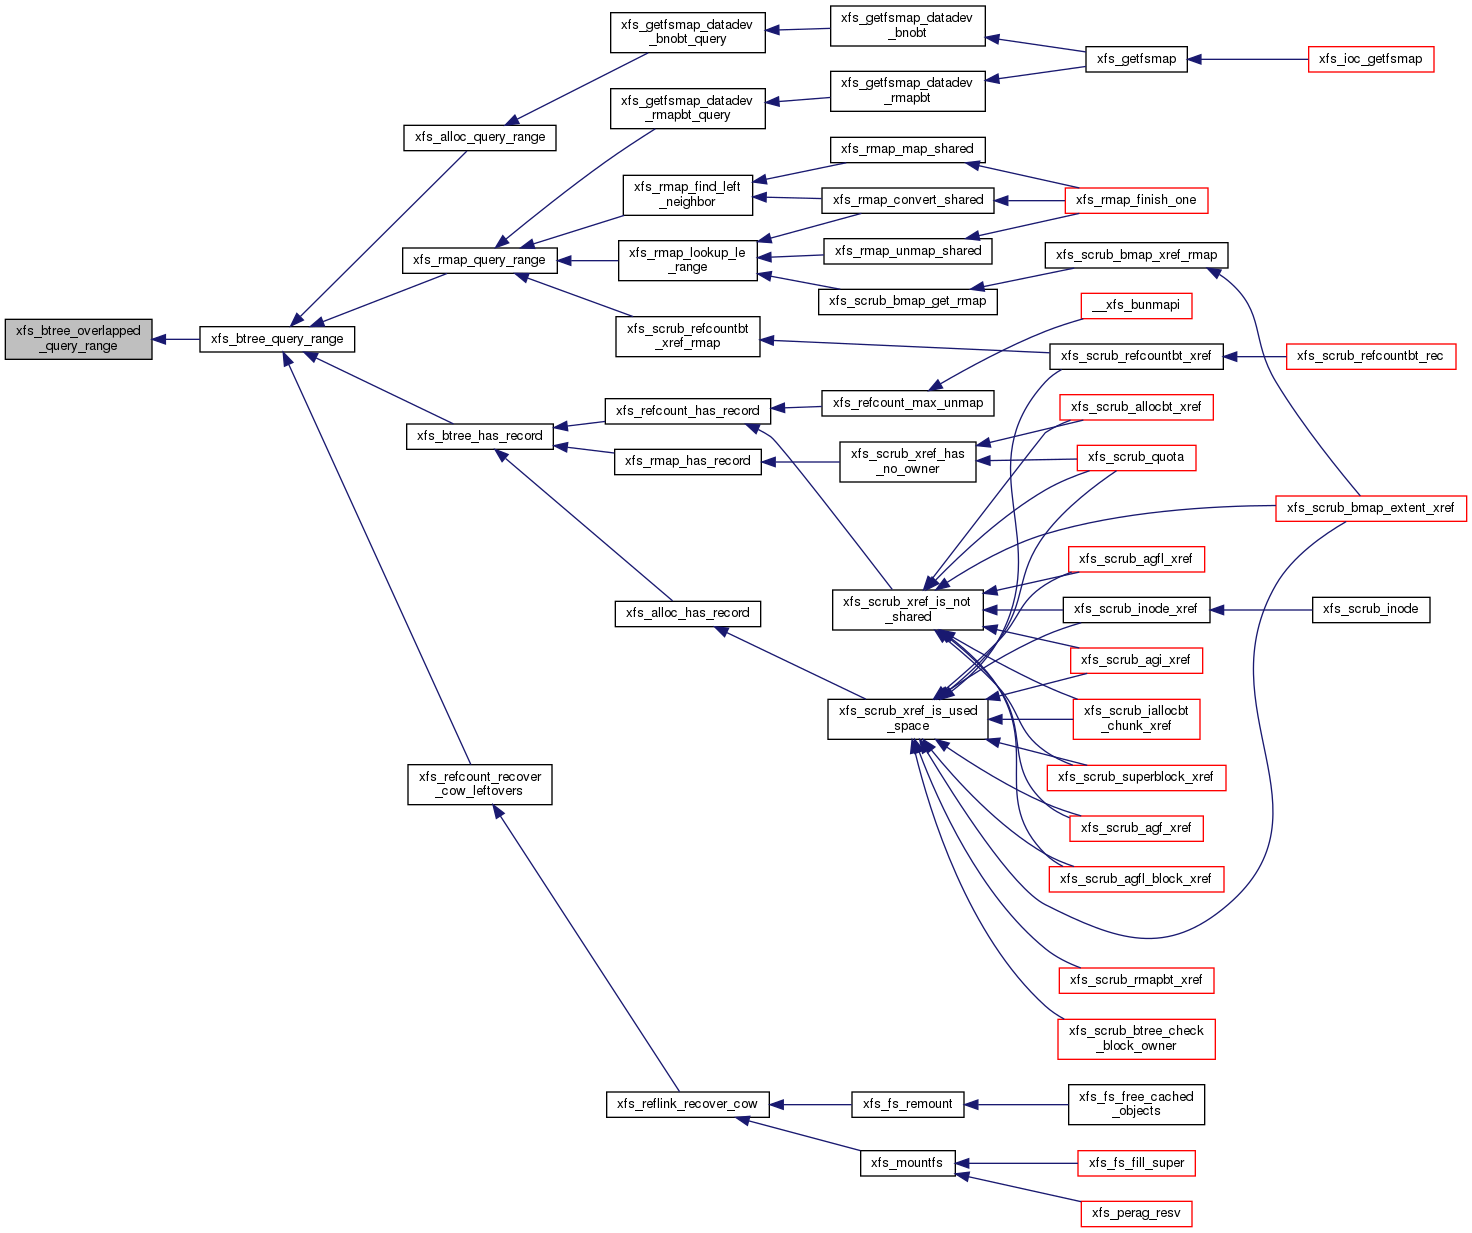 xfs_btree_overlapped
_query_range
xfs_btree_query_range
xfs_alloc_query_range
xfs_rmap_query_range
xfs_btree_has_record
xfs_refcount_recover
_cow_leftovers
xfs_getfsmap_datadev
_bnobt_query
xfs_getfsmap_datadev
_rmapbt_query
xfs_rmap_find_left
_neighbor
xfs_rmap_lookup_le
_range
xfs_scrub_refcountbt
_xref_rmap
xfs_refcount_has_record
xfs_rmap_has_record
xfs_alloc_has_record
xfs_reflink_recover_cow
xfs_getfsmap_datadev
_bnobt
xfs_getfsmap_datadev
_rmapbt
xfs_rmap_map_shared
xfs_rmap_convert_shared
xfs_rmap_unmap_shared
xfs_scrub_bmap_get_rmap
xfs_refcount_max_unmap
xfs_scrub_xref_has
_no_owner
xfs_scrub_xref_is_not
_shared
xfs_scrub_xref_is_used
_space
xfs_fs_remount
xfs_mountfs
xfs_getfsmap
xfs_rmap_finish_one
xfs_scrub_bmap_xref_rmap
__xfs_bunmapi
xfs_scrub_refcountbt_xref
xfs_scrub_allocbt_xref
xfs_scrub_quota
xfs_scrub_agfl_xref
xfs_scrub_inode_xref
xfs_scrub_agi_xref
xfs_scrub_iallocbt
_chunk_xref
xfs_scrub_superblock_xref
xfs_scrub_agf_xref
xfs_scrub_agfl_block_xref
xfs_scrub_rmapbt_xref
xfs_scrub_btree_check
_block_owner
xfs_fs_free_cached
_objects
xfs_fs_fill_super
xfs_perag_resv
xfs_ioc_getfsmap
xfs_scrub_refcountbt_rec
xfs_scrub_bmap_extent_xref
xfs_scrub_inode